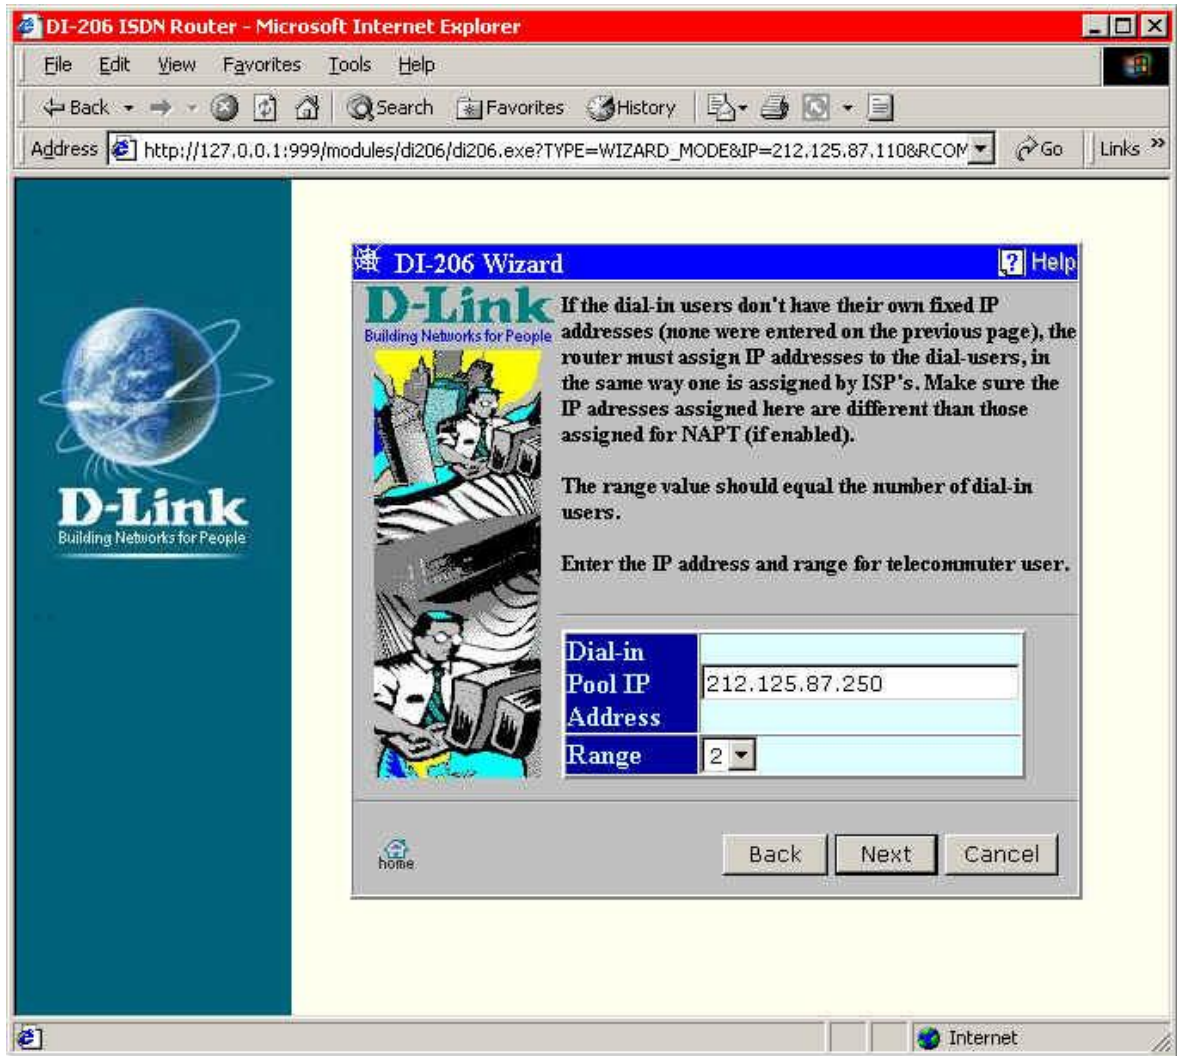 DI-206 ISDN Router - Microsoft Internet Explorer
File Edit View Favorites Tools Help
Back Search Favorites History
Address http://127.0.0.1:999/modules/di206/di206.exe?TYPE=WIZARD_MODE&IP=212.125.87.110&RCOM Go Links »
DI-206 Wizard ? Help
D-Link
Building Networks for People
If the dial-in users don't have their own fixed IP
addresses (none were entered on the previous page), the
router must assign IP addresses to the dial-users, in
the same way one is assigned by ISP's. Make sure the
IP adresses assigned here are different than those
assigned for NAPT (if enabled).
The range value should equal the number of dial-in
users.
Enter the IP address and range for telecommuter user.
D-Link
Building Networks for People
Dial-in
Pool IP 212.125.87.250
Address
Range 2
home
Back Next Cancel
Internet